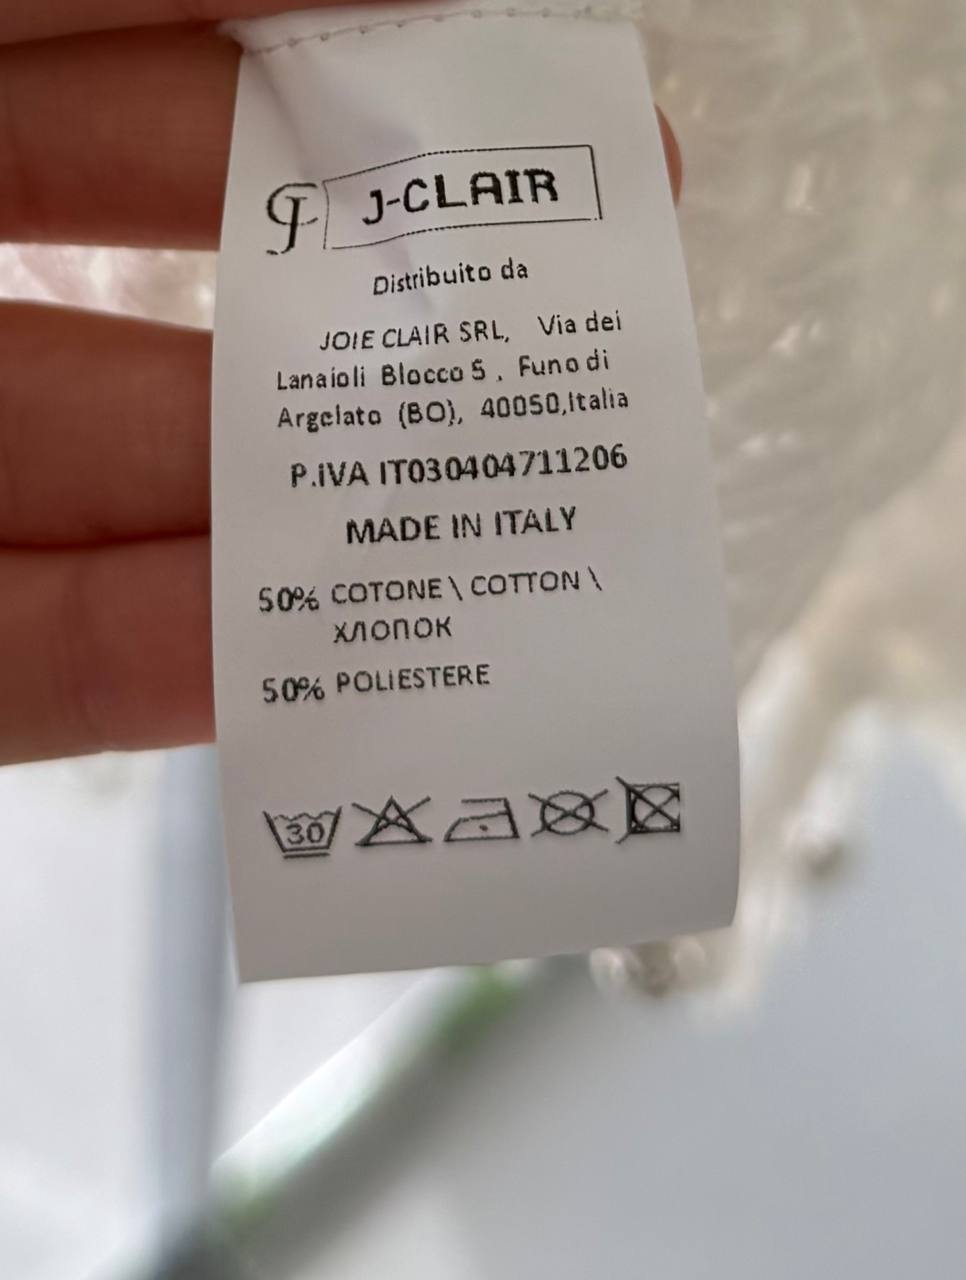 J-CLAIR
Distribuito da
JOIE CLAIR SRL, Via dei
Lanaioli Blocco 5 , Funo di
Argelato (BO), 40050,Italia
P.IVA IT030404711206
MADE IN ITALY
50% COTONE \ COTTON \
ХЛОПОК
50% POLIESTERE
30